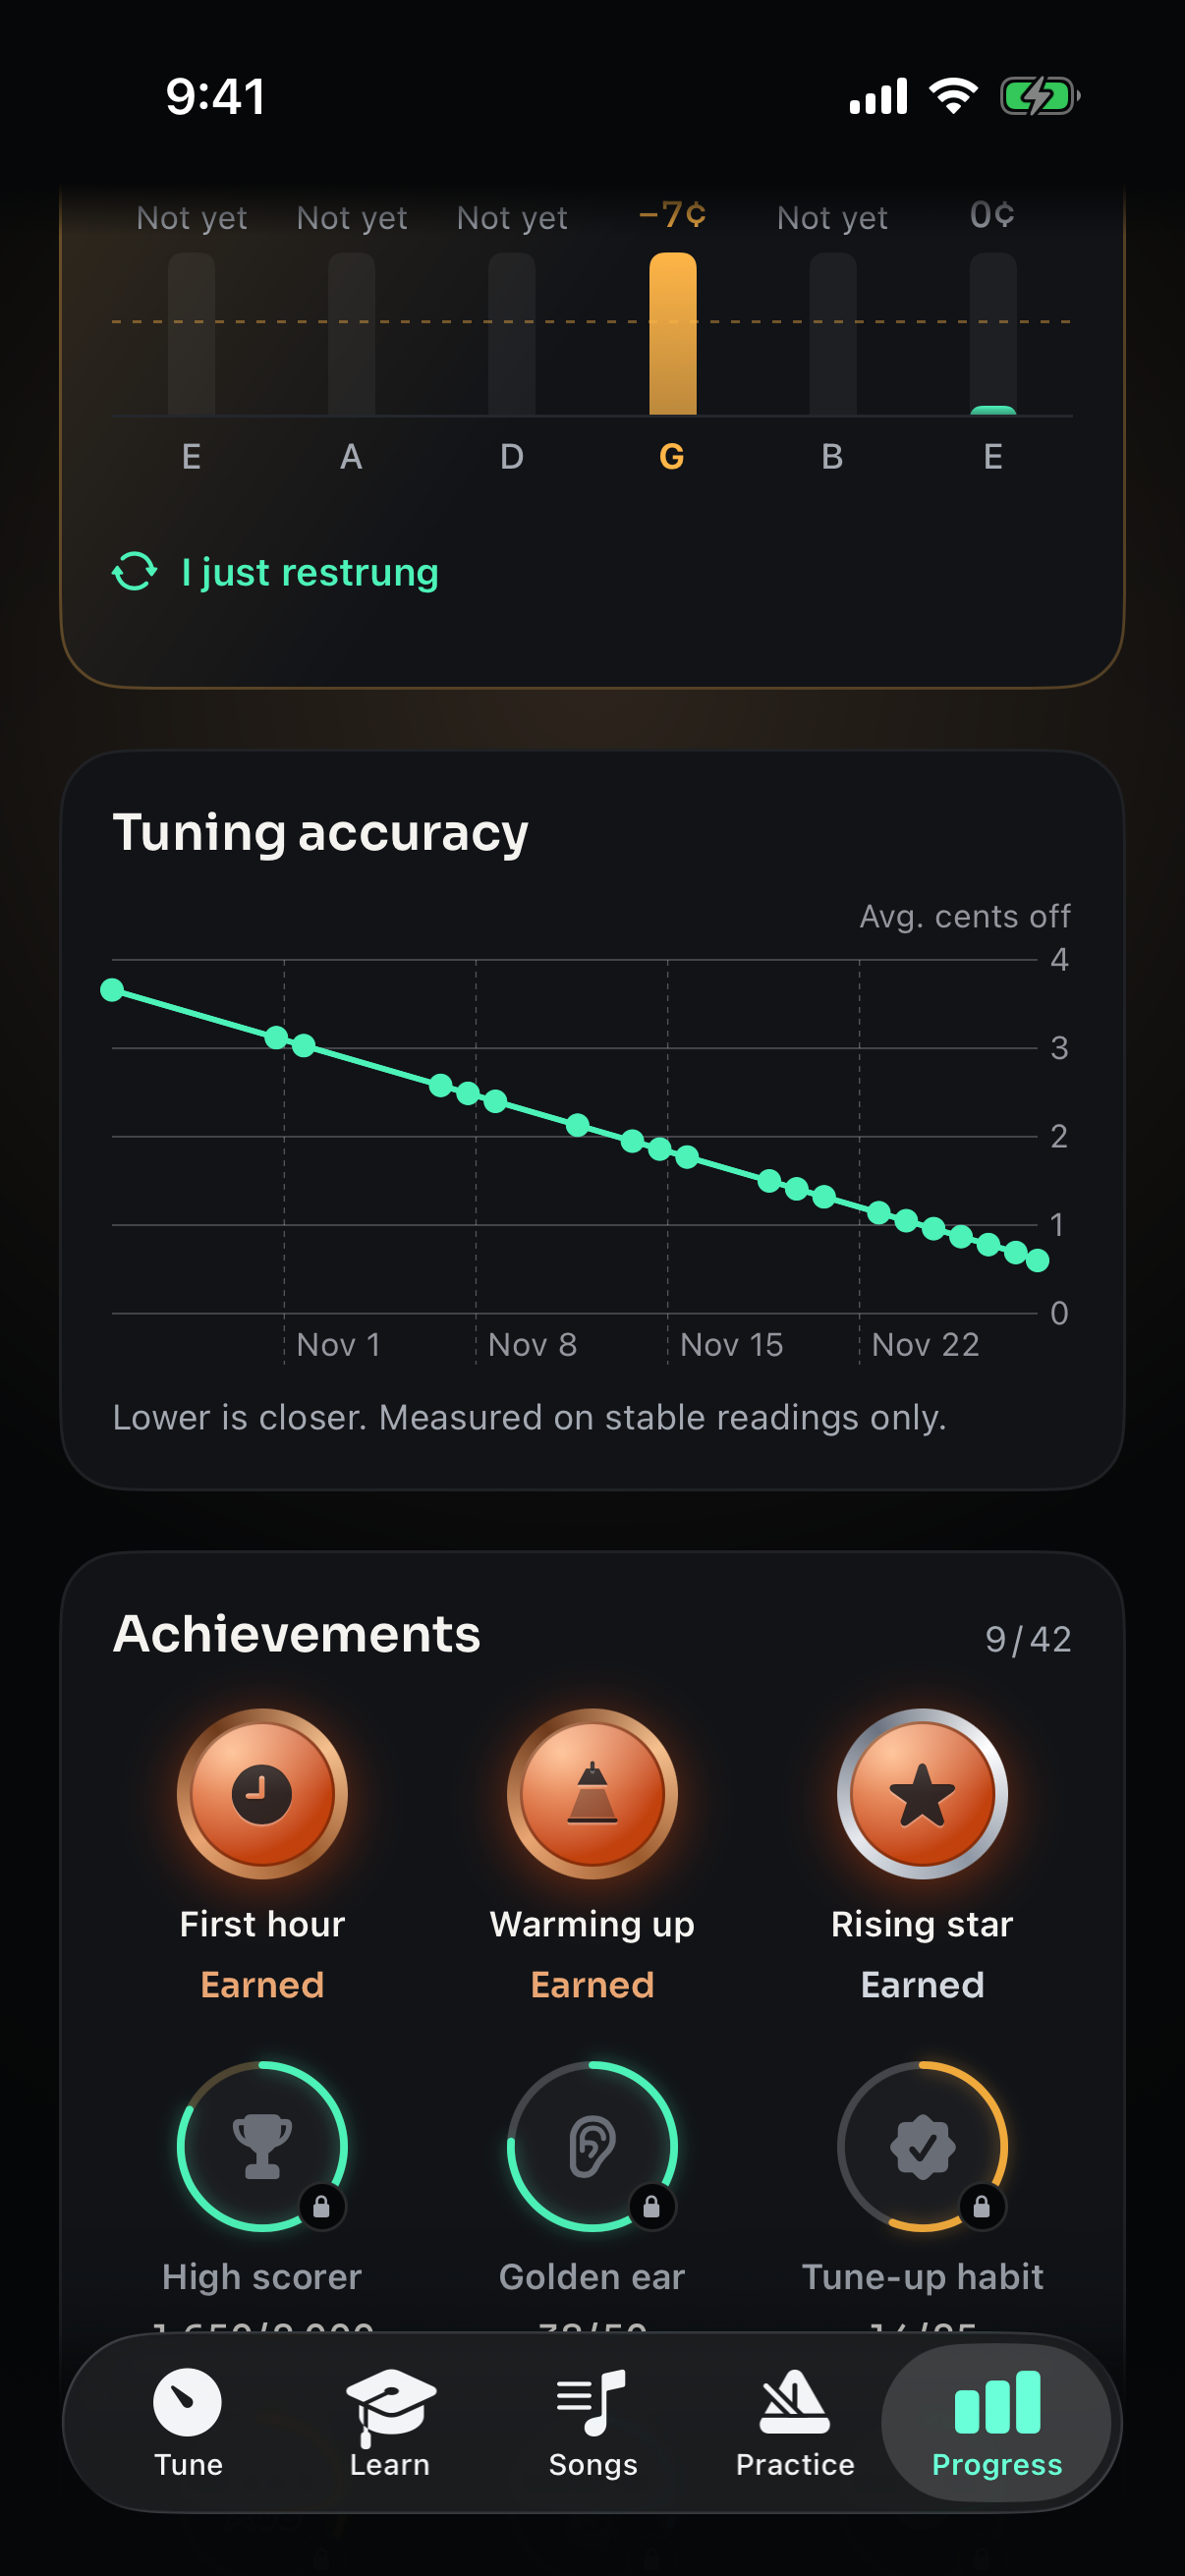 9:41
Not yet Not yet Not yet −7¢ Not yet 0¢
E A D G B E
I just restrung
Tuning accuracy
Avg. cents off
4
3
2
1
0
Nov 1 Nov 8 Nov 15 Nov 22
Lower is closer. Measured on stable readings only.
Achievements 9/42
First hour Warming up Rising star
Earned Earned Earned
High scorer Golden ear Tune-up habit
Tune Learn Songs Practice Progress